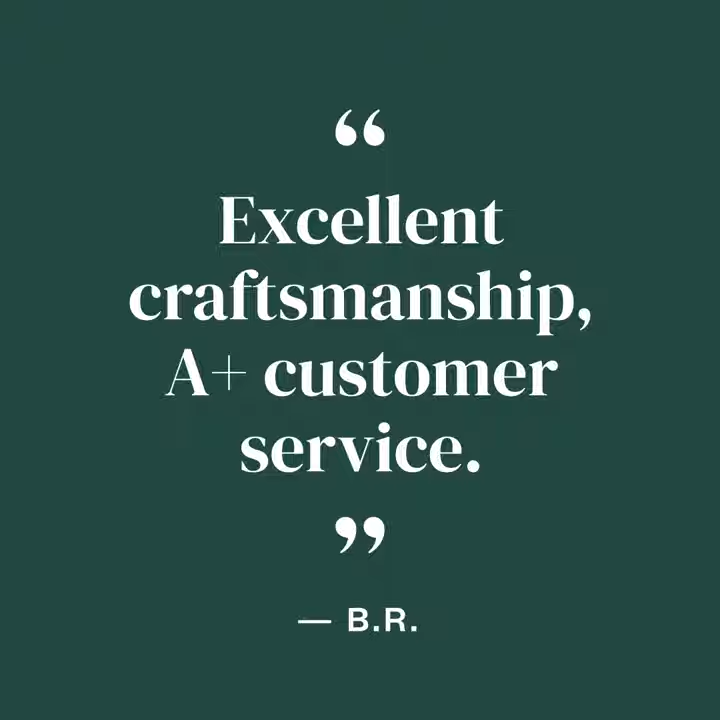 “
Excellent
craftsmanship,
A+ customer
service.
”
— B.R.